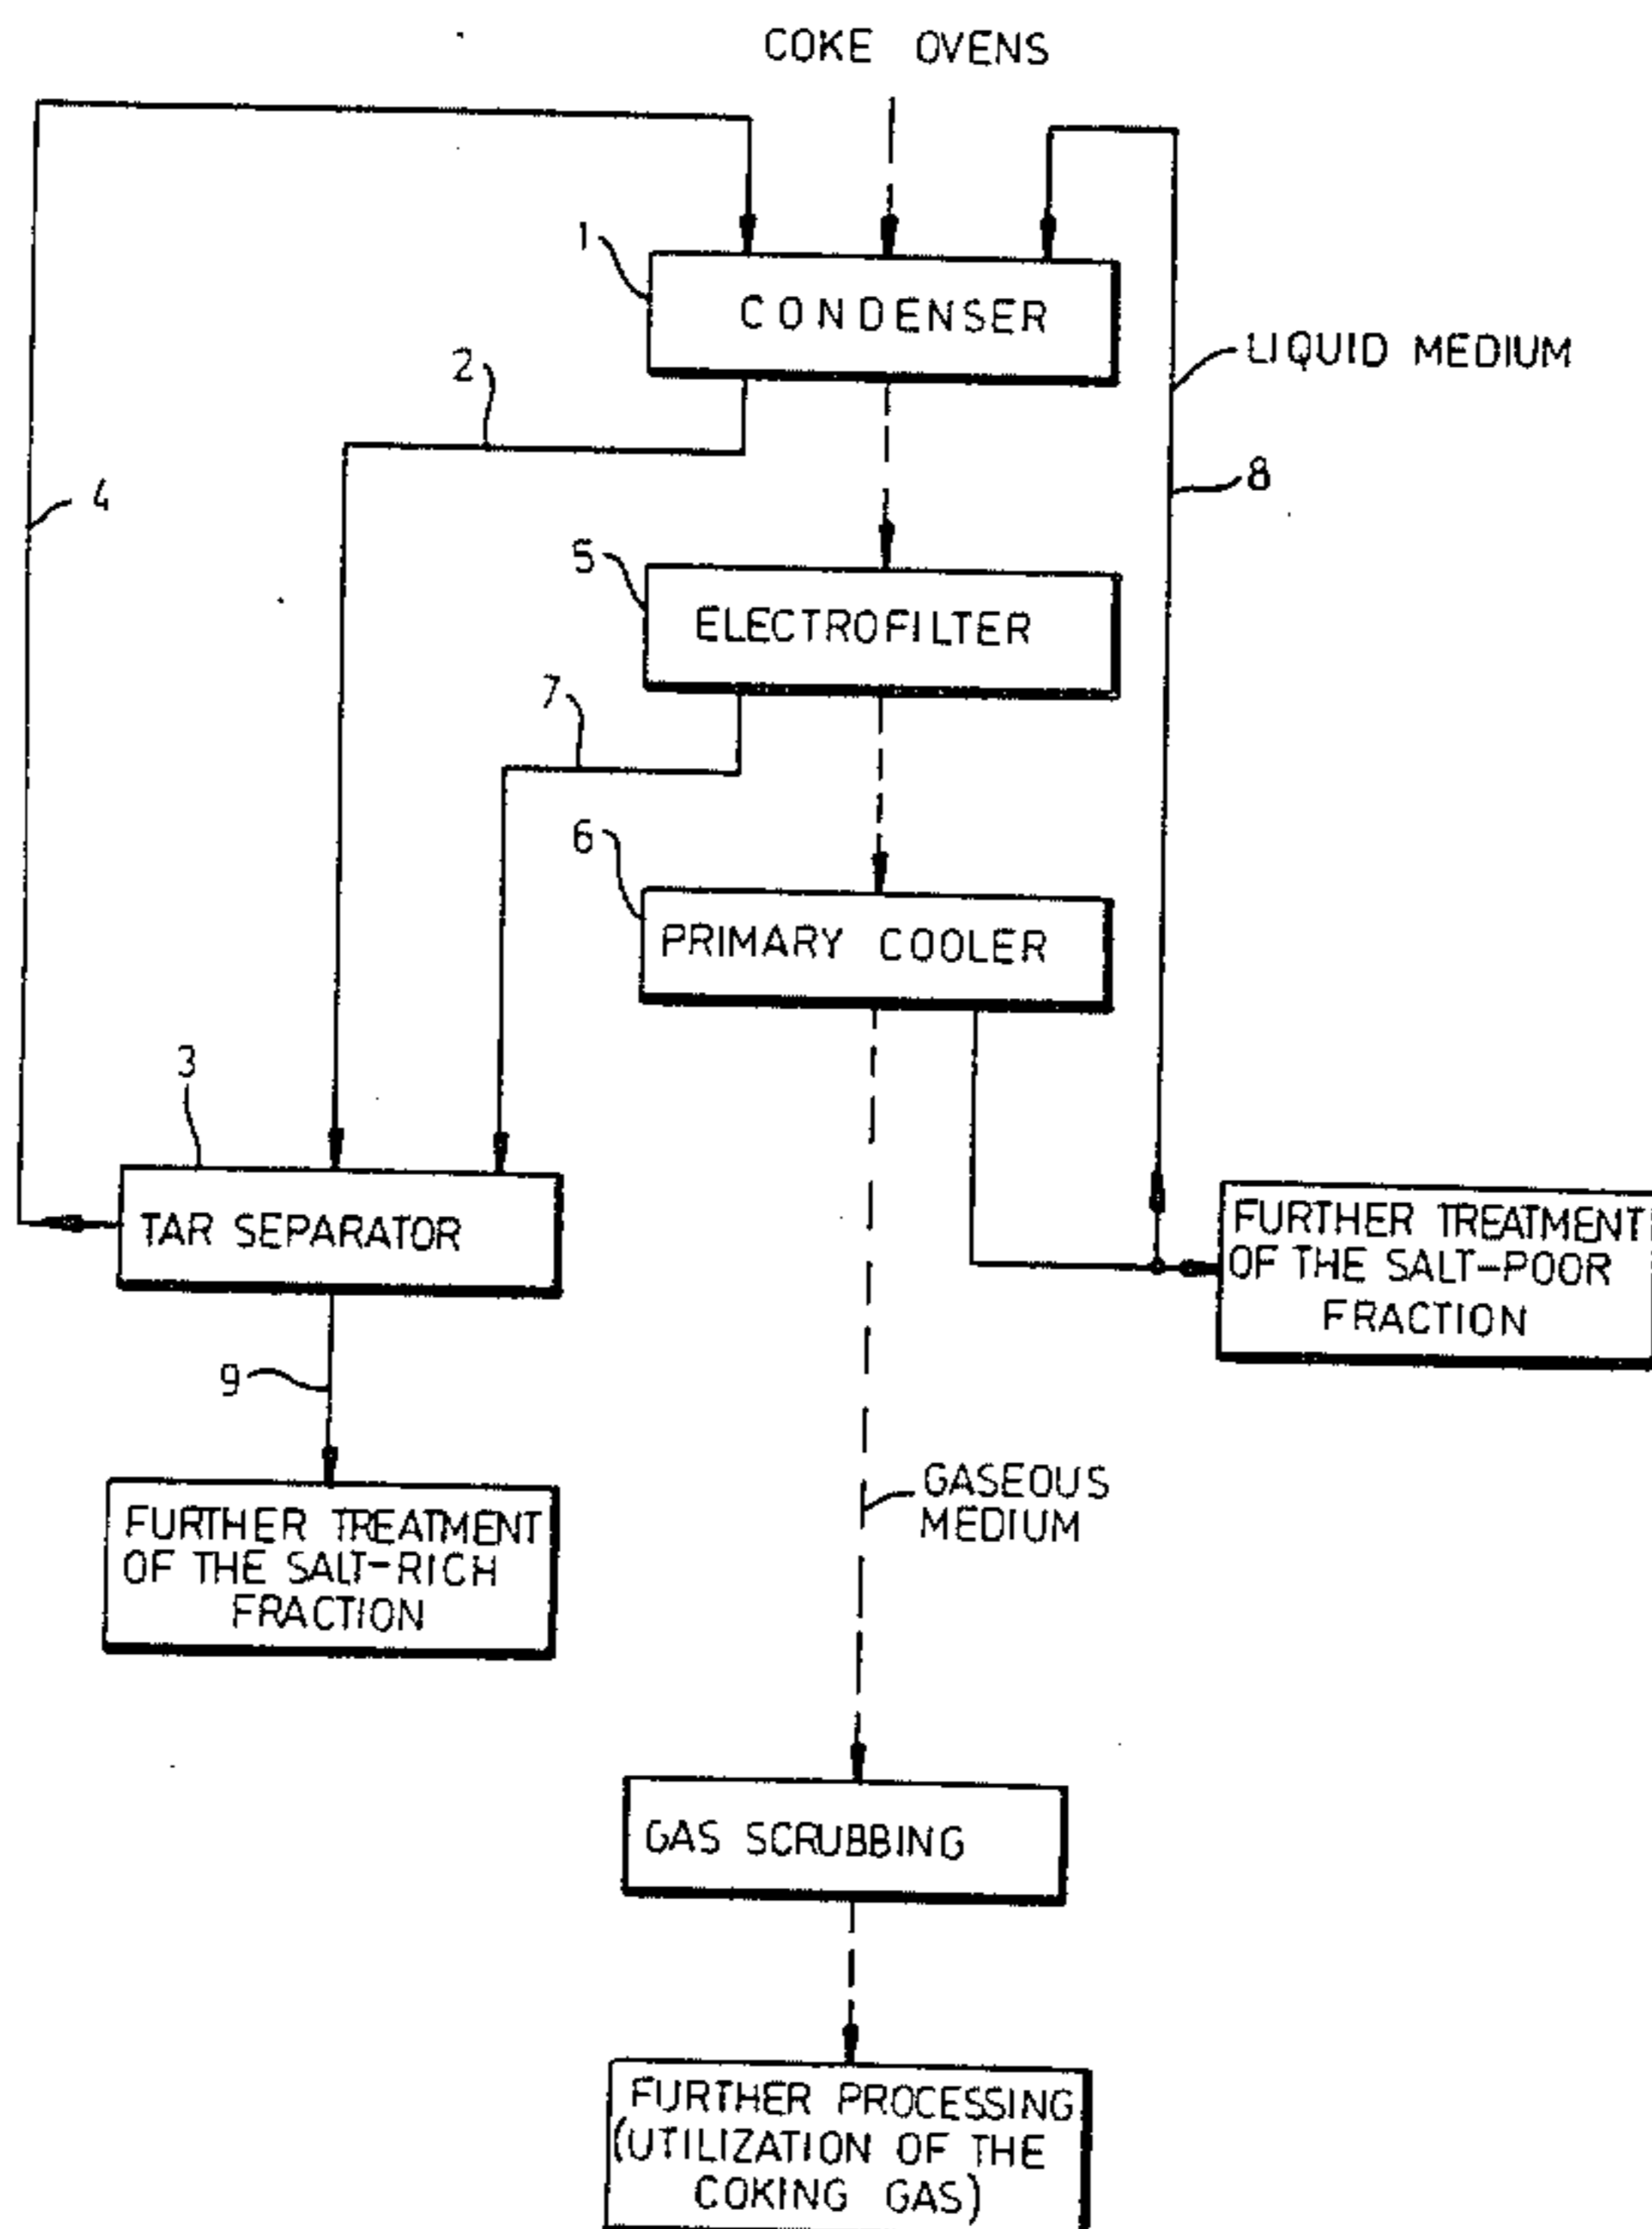 COKE OVENS
1
CONDENSER
2
LIQUID MEDIUM
4
8
5
ELECTROFILTER
7
6
PRIMARY COOLER
3
TAR SEPARATOR
FURTHER TREATMENT
OF THE SALT-POOR
FRACTION
9
GASEOUS
MEDIUM
FURTHER TREATMENT
OF THE SALT-RICH
FRACTION
GAS SCRUBBING
FURTHER PROCESSING
(UTILIZATION OF THE
COKING GAS)